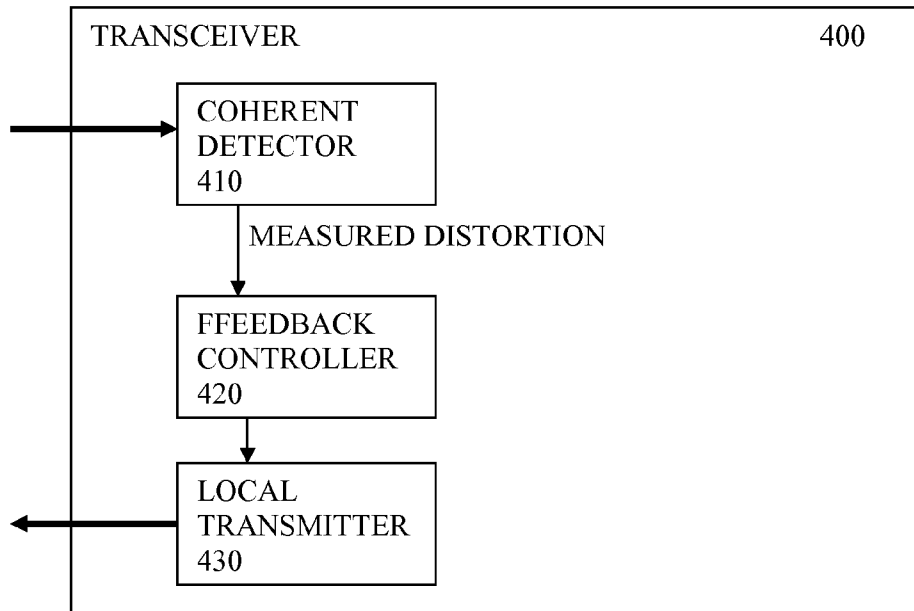 TRANSCEIVER 400
COHERENT
DETECTOR
410
MEASURED DISTORTION
FFEEDBACK
CONTROLLER
420
LOCAL
TRANSMITTER
430